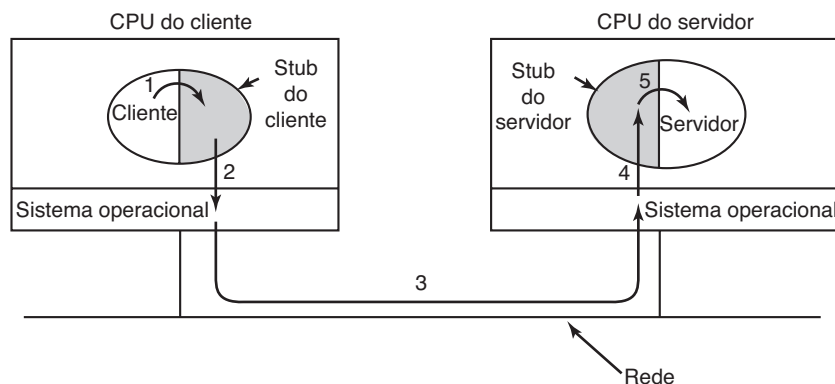 CPU do cliente
CPU do servidor
1
Cliente
Stub
do
cliente
Stub
do
servidor
5
Servidor
2
4
Sistema operacional
Sistema operacional
3
Rede